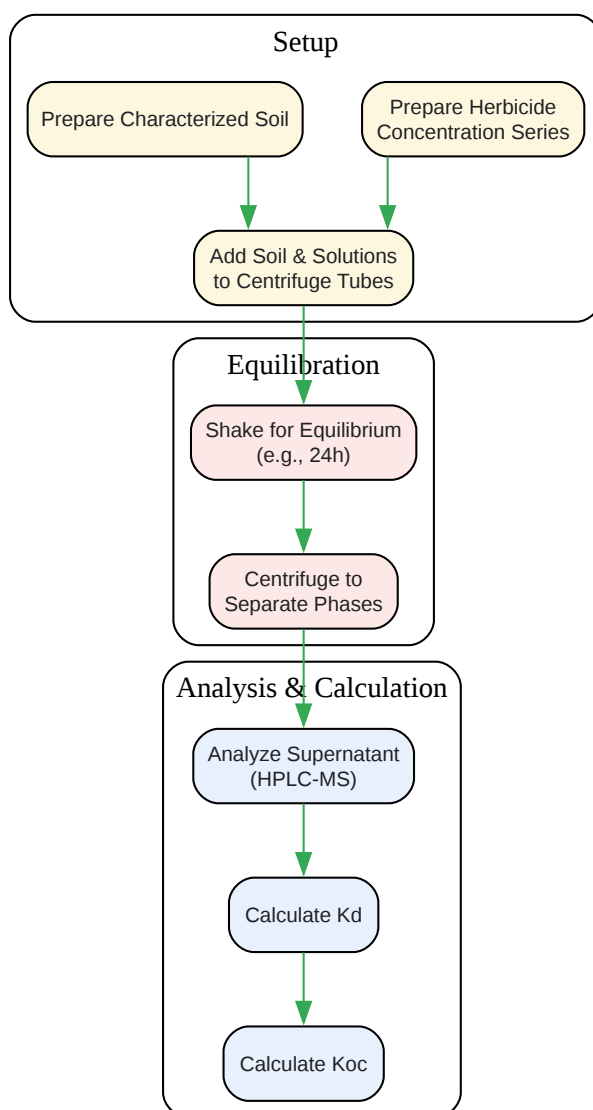 Setup
Prepare Characterized Soil
Prepare Herbicide
Concentration Series
Add Soil & Solutions
to Centrifuge Tubes
Equilibration
Shake for Equilibrium
(e.g., 24h)
Centrifuge to
Separate Phases
Analysis & Calculation
Analyze Supernatant
(HPLC-MS)
Calculate Kd
Calculate Koc